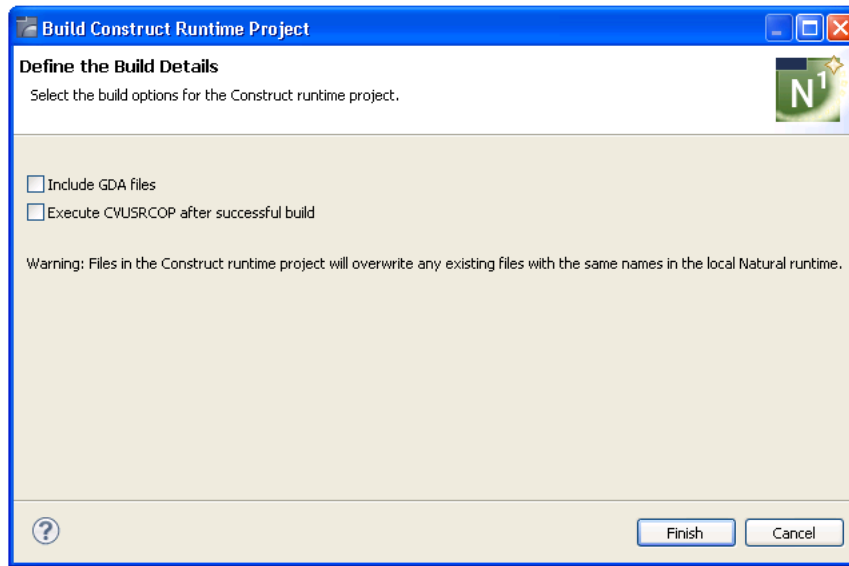 Build Construct Runtime Project
Define the Build Details
Select the build options for the Construct runtime project.
N1
Include GDA files
Execute CVUSRCOP after successful build
Warning: Files in the Construct runtime project will overwrite any existing files with the same names in the local Natural runtime.
?
Finish
Cancel